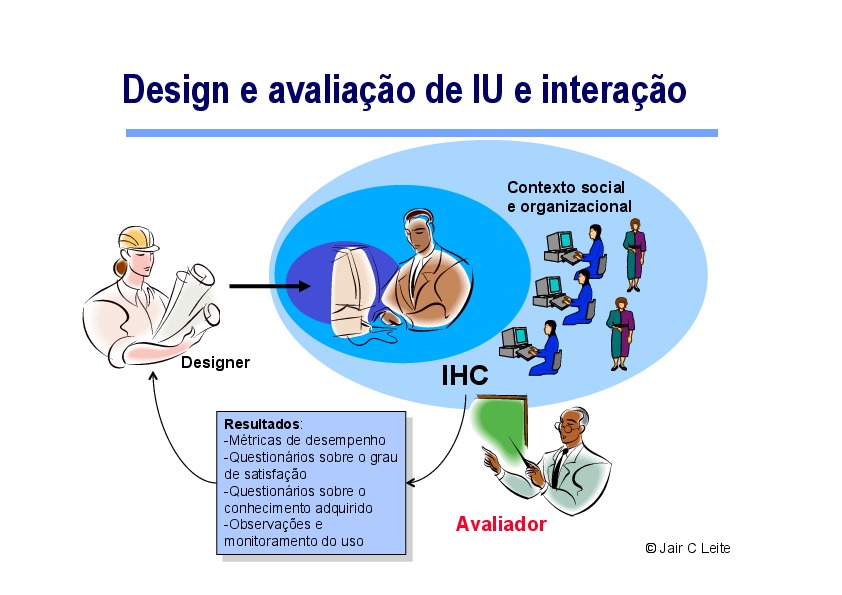 Design e avaliação de IU e interação
Contexto social
e organizacional
Designer
IHC
Resultados:
-Métricas de desempenho
-Questionários sobre o grau
de satisfação
-Questionários sobre o
conhecimento adquirido
-Observações e
monitoramento do uso
Avaliador
© Jair C Leite